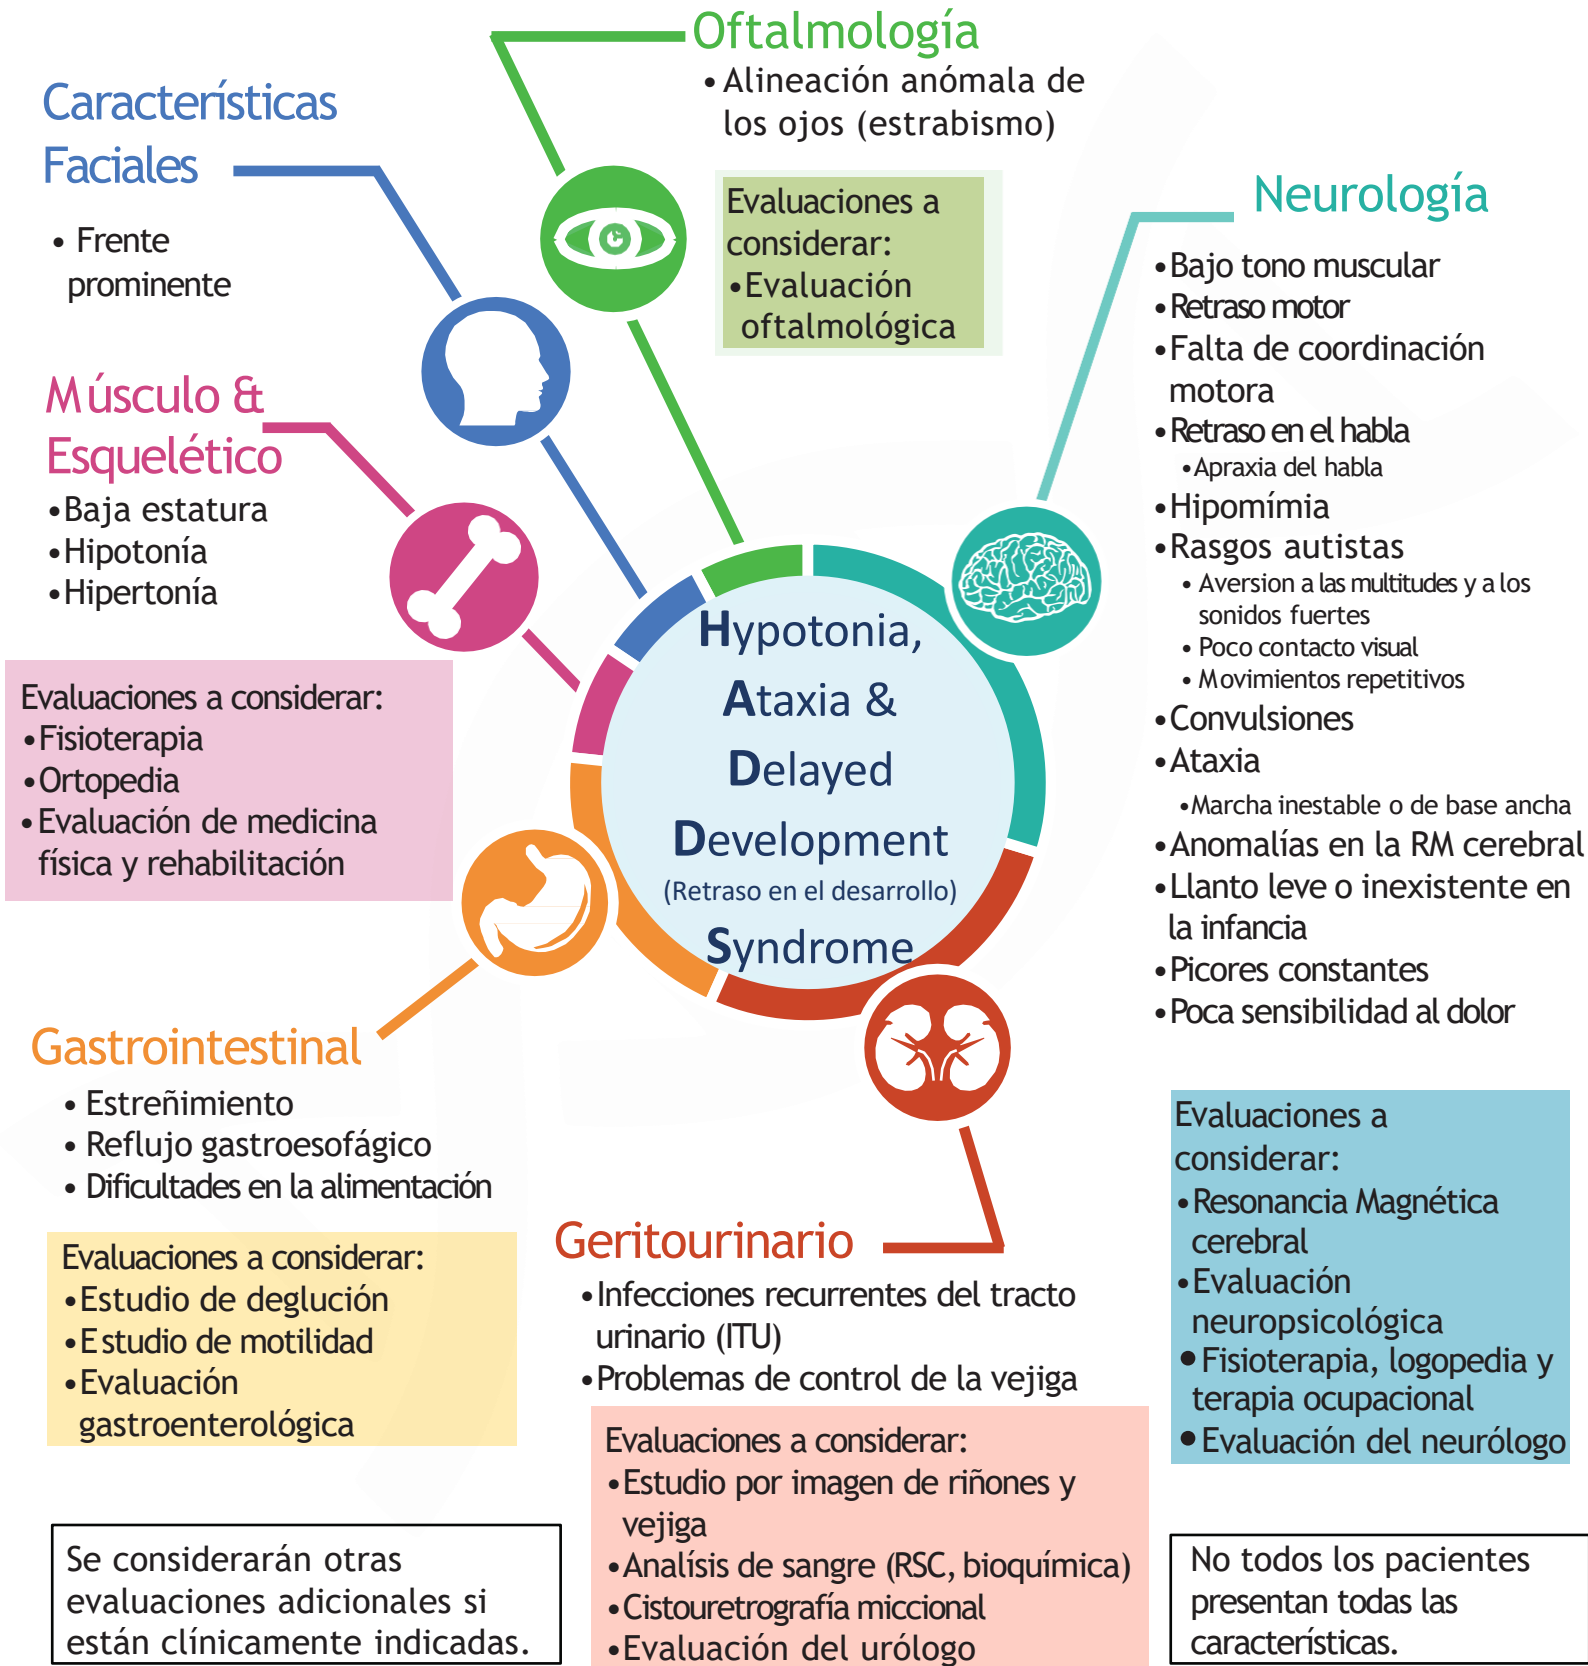 Oftalmología
• Alineación anómala de
los ojos (estrabismo)
Evaluaciones a
considerar:
• Evaluación
oftalmológica
Características
Faciales
• Frente
prominente
Músculo &
Esquelético
• Baja estatura
• Hipotonía
• Hipertonía
Evaluaciones a considerar:
• Fisioterapia
• Ortopedia
• Evaluación de medicina
física y rehabilitación
Neurología
• Bajo tono muscular
• Retraso motor
• Falta de coordinación
motora
• Retraso en el habla
• Apraxia del habla
• Hipomímia
• Rasgos autistas
• Aversion a las multitudes y a los
sonidos fuertes
• Poco contacto visual
• Movimientos repetitivos
• Convulsiones
• Ataxia
• Marcha inestable o de base ancha
• Anomalías en la RM cerebral
• Llanto leve o inexistente en
la infancia
• Picores constantes
• Poca sensibilidad al dolor
Evaluaciones a
considerar:
• Resonancia Magnética
cerebral
• Evaluación
neuropsicológica
• Fisioterapia, logopedia y
terapia ocupacional
• Evaluación del neurólogo
Hypotonia,
Ataxia &
Delayed
Development
(Retraso en el desarrollo)
Syndrome
Gastrointestinal
• Estreñimiento
• Reflujo gastroesofágico
• Dificultades en la alimentación
Evaluaciones a considerar:
• Estudio de deglución
• Estudio de motilidad
• Evaluación
gastroenterológica
Geritourinario
• Infecciones recurrentes del tracto
urinario (ITU)
• Problemas de control de la vejiga
Evaluaciones a considerar:
• Estudio por imagen de riñones y
vejiga
• Analísis de sangre (RSC, bioquímica)
• Cistouretrografía miccional
• Evaluación del urólogo
Se considerarán otras
evaluaciones adicionales si
están clínicamente indicadas.
No todos los pacientes
presentan todas las
características.